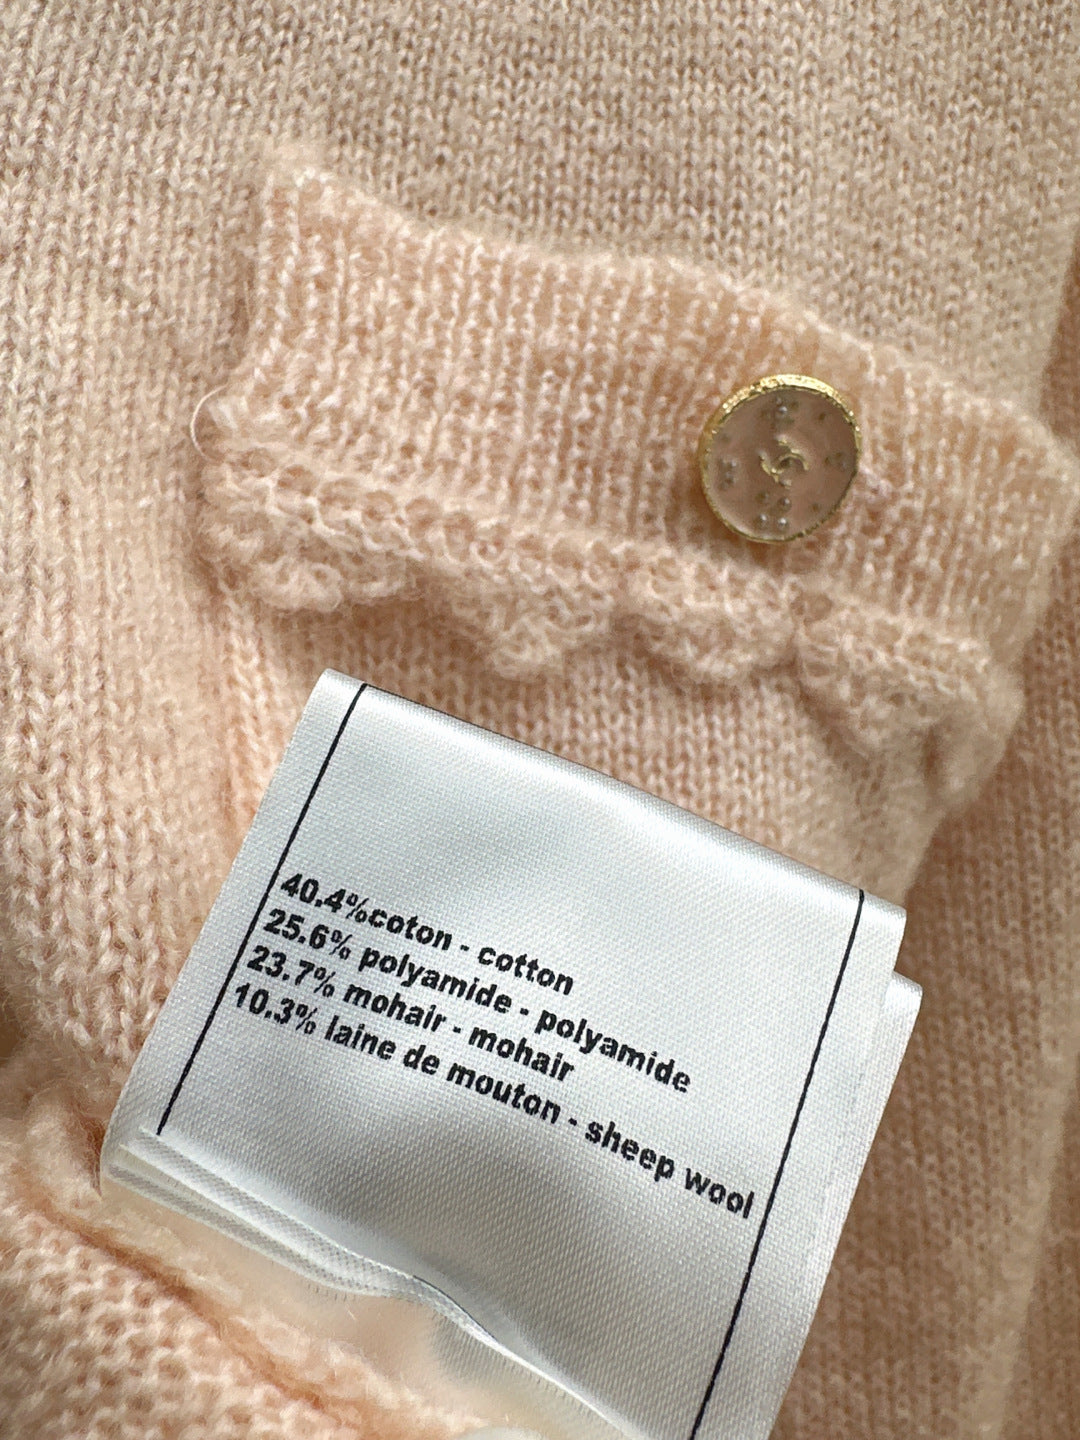 40.4%coton - cotton
25.6% polyamide - polyamide
23.7% mohair - mohair
10.3% laine de mouton - sheep wool